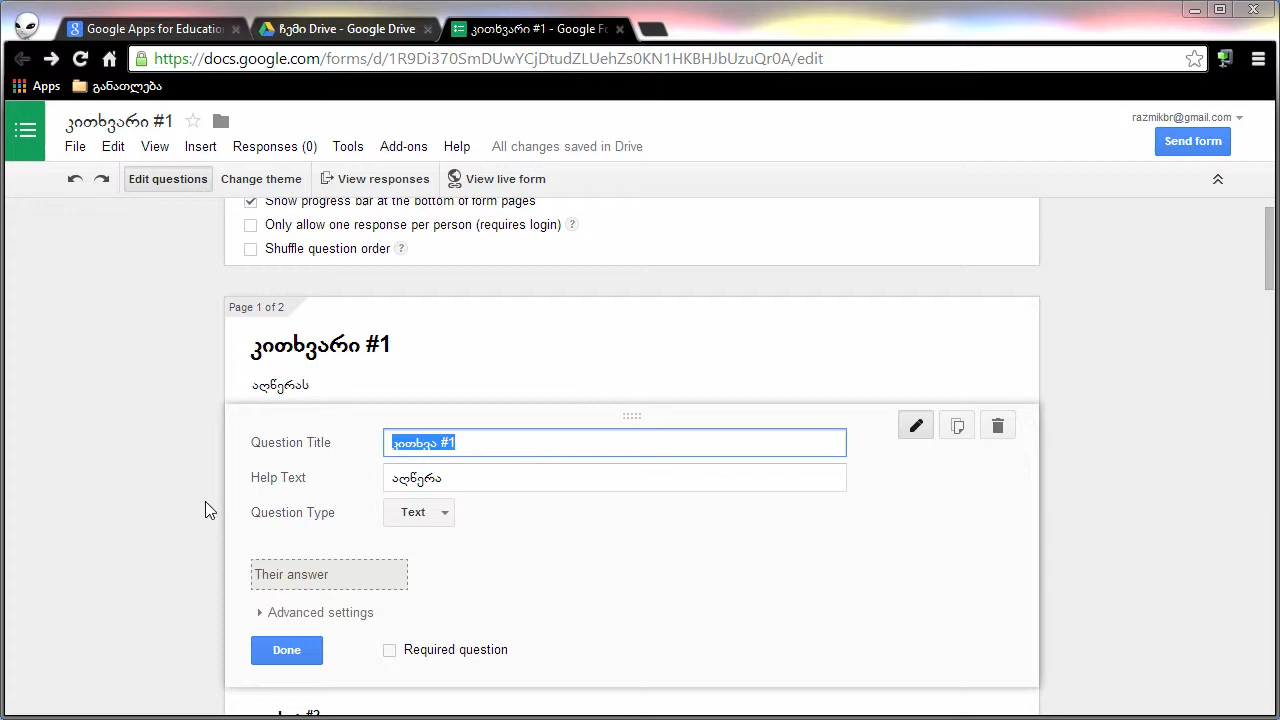 Google Apps for Educatio
ჩემი Drive - Google Drive
კითხვარი #1 - Google Fo
https://docs.google.com/forms/d/1R9Di370SmDUwYCjDtudZLUehZs0KN1HKBHJbUzuQr0A/edit
Apps
განათლება
კითხვარი #1
razmikbr@gmail.com
File Edit View Insert Responses (0) Tools Add-ons Help All changes saved in Drive
Send form
Edit questions Change theme View responses View live form
Show progress bar at the bottom of form pages
Only allow one response per person (requires login) ?
Shuffle question order ?
Page 1 of 2
კითხვარი #1
აღწერას
Question Title კითხვა #1
Help Text აღწერა
Question Type Text
Their answer
Advanced settings
Done Required question
#2